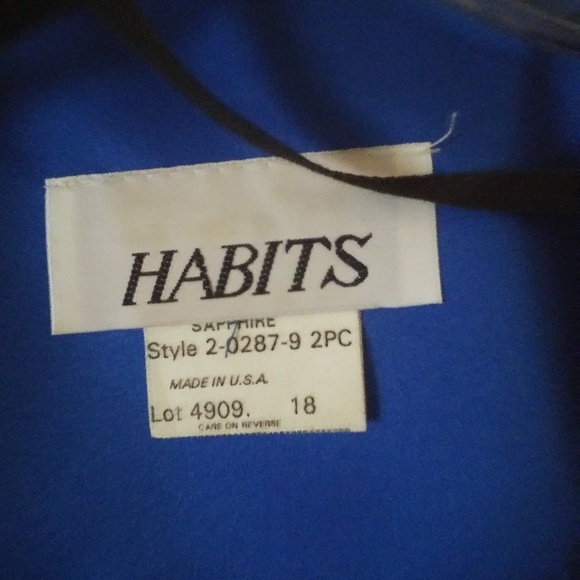 HABITS
SAPPHIRE
Style 2-0287-9 2PC
MADE IN U.S.A.
Lot 4909. 18
CARE ON REVERSE